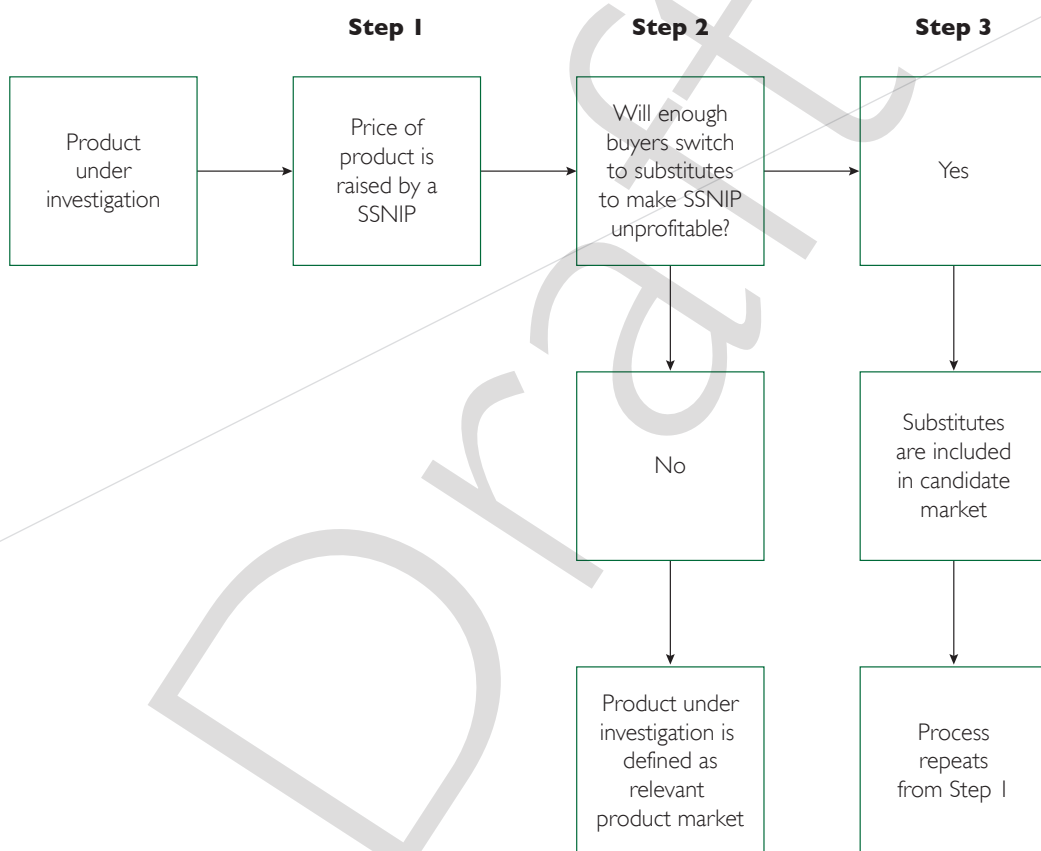 Step 1
Step 2
Step 3
Product
under
investigation
Price of
product is
raised by a
SSNIP
Will enough
buyers switch
to substitutes
to make SSNIP
unprofitable?
Yes
No
Substitutes
are included
in candidate
market
Product under
investigation is
defined as
relevant
product market
Process
repeats
from Step 1
Draft